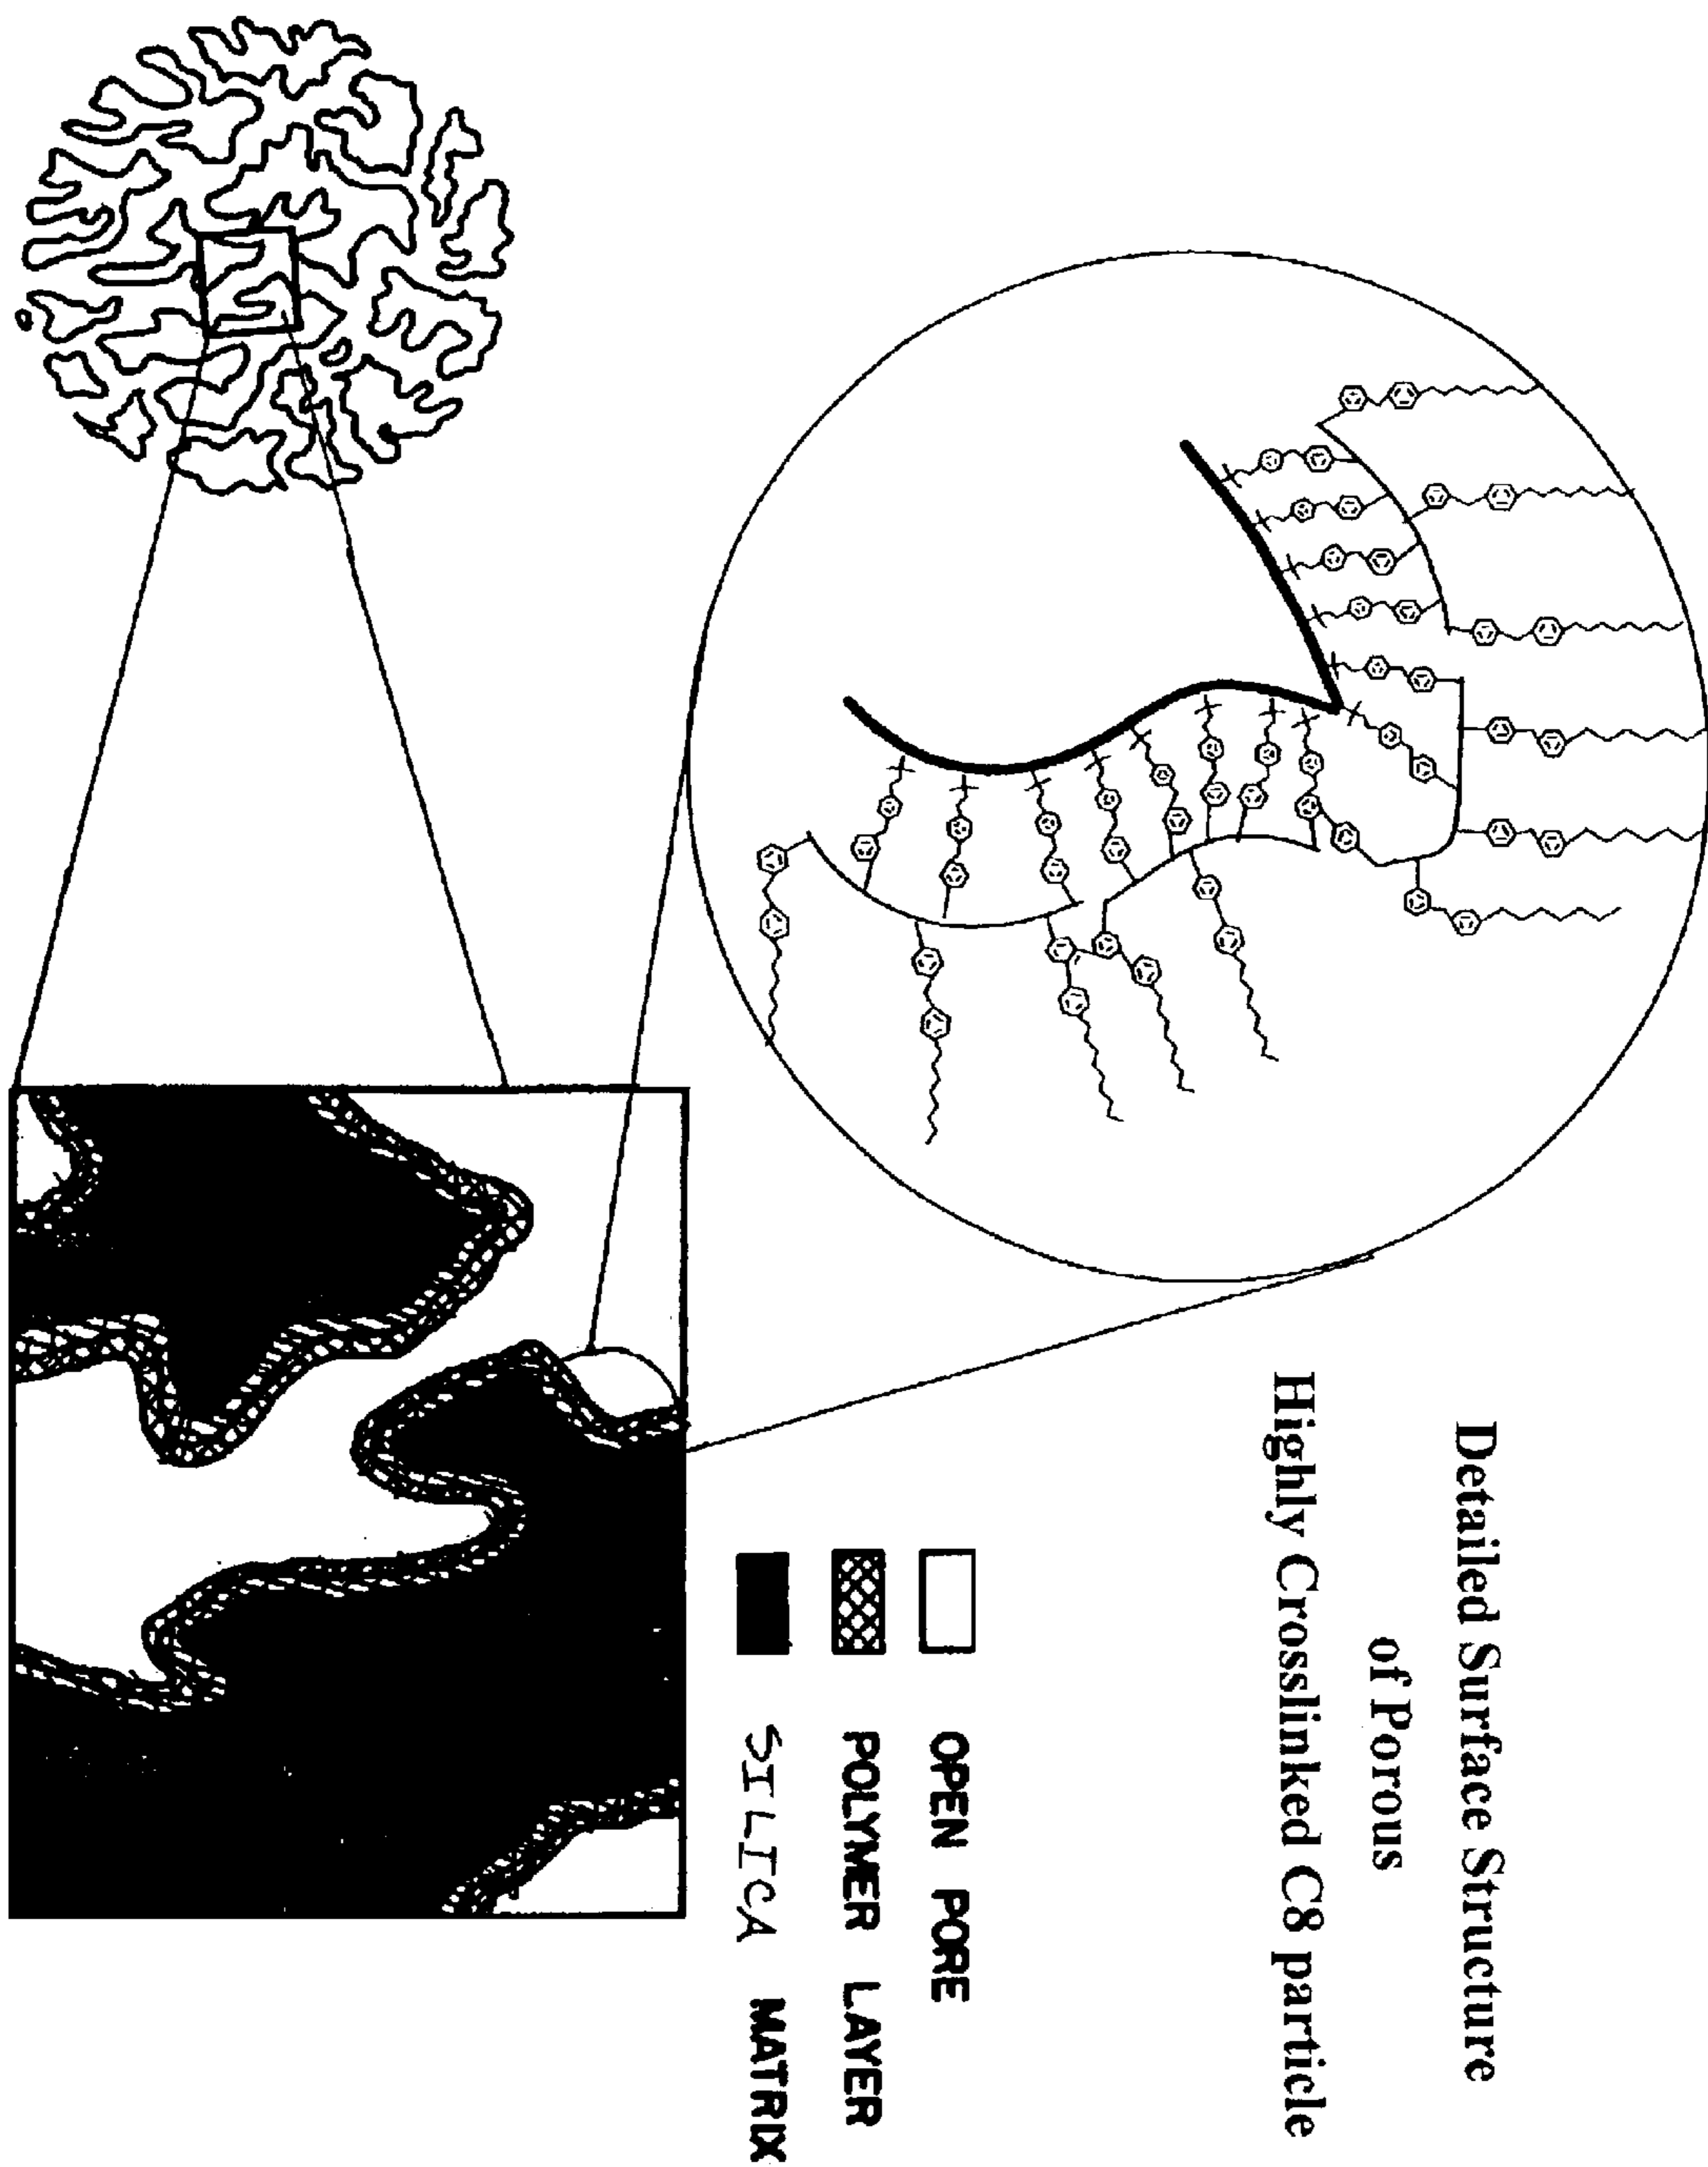 Detailed Surface Structure
of Porous
Highly Crosslinked C8 particle
OPEN PORE
POLYMER LAYER
SILICA MATRIX